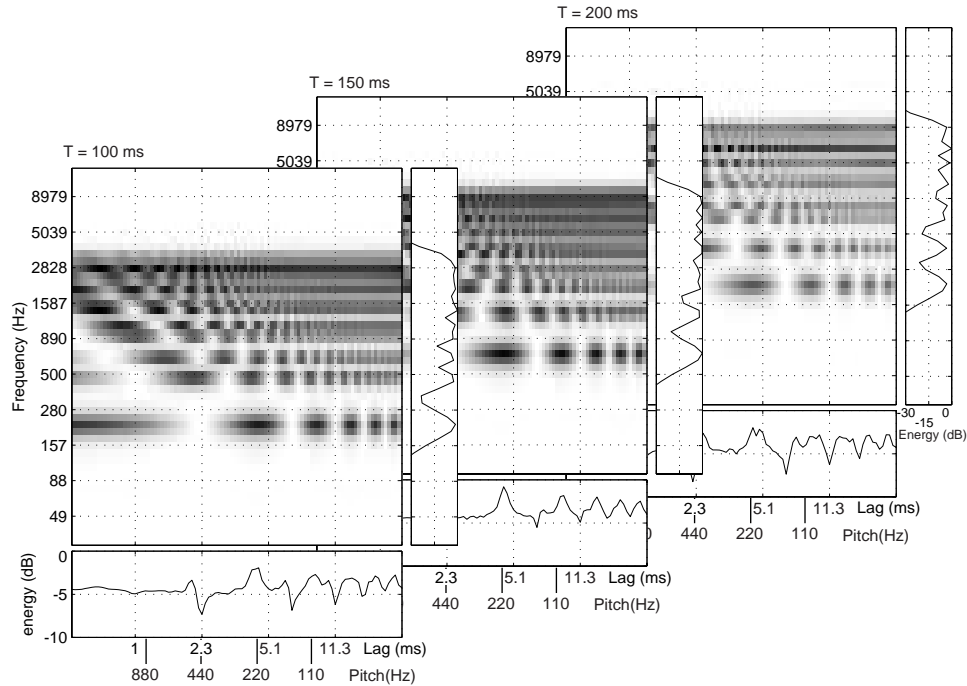 T = 200 ms
8979
5039
T = 150 ms
8979
5039
T = 100 ms
8979
5039
2828
1587
890
500
280
157
88
49
Frequency (Hz)
-30 -15 0
Energy (dB)
2.3 5.1 11.3 Lag (ms)
0 440 220 110 Pitch(Hz)
2.3 5.1 11.3 Lag (ms)
440 220 110 Pitch(Hz)
0
-5
-10
energy (dB)
1 2.3 5.1 11.3 Lag (ms)
880 440 220 110 Pitch(Hz)